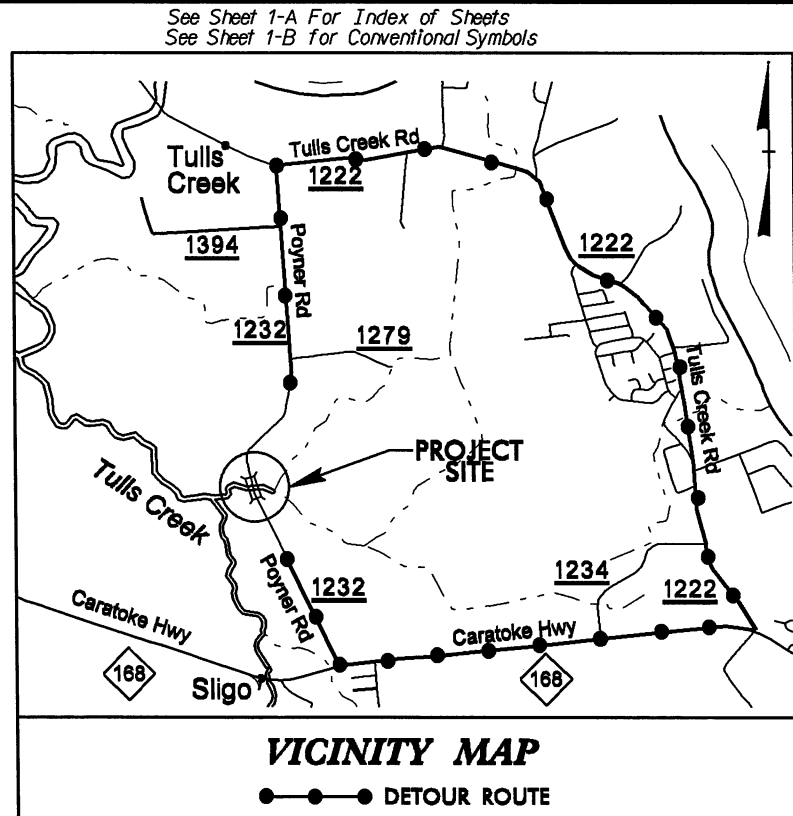 See Sheet 1-A For Index of Sheets
See Sheet 1-B for Conventional Symbols
Tulls
Creek
Tulls Creek Rd
1222
1394
Poyner Rd
1222
1232
1279
Tulls Creek Rd
PROJECT
SITE
Tulls Creek
Poyner Rd
1232
1234
1222
Caratoke Hwy
Caratoke Hwy
168
Sligo
168
VICINITY MAP
DETOUR ROUTE